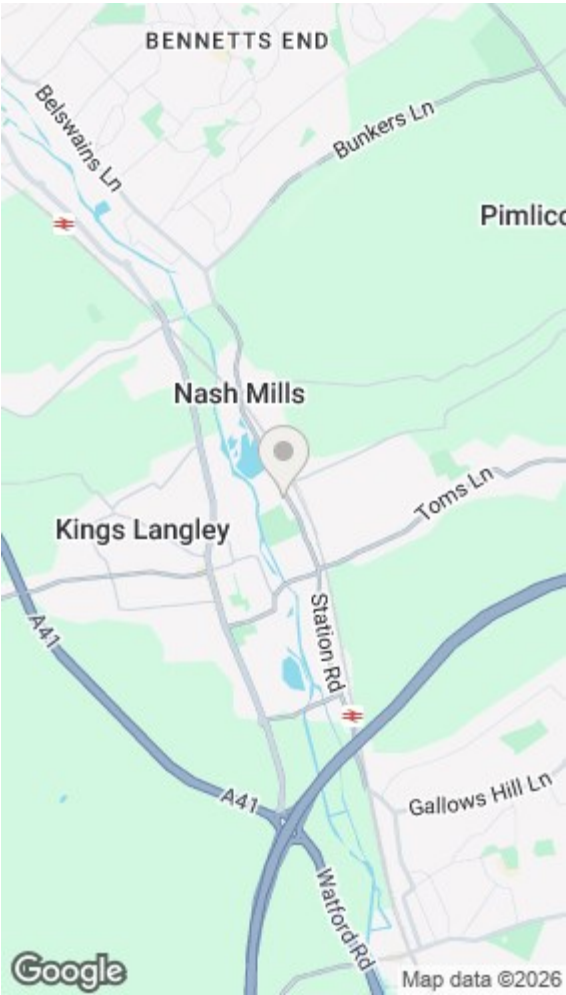 BENNETTS END
Belswains Ln
Bunkers Ln
Pimlico
Nash Mills
Toms Ln
Kings Langley
A41
Station Rd
A41
Gallows Hill Ln
Watford Rd
Google
Map data ©2026